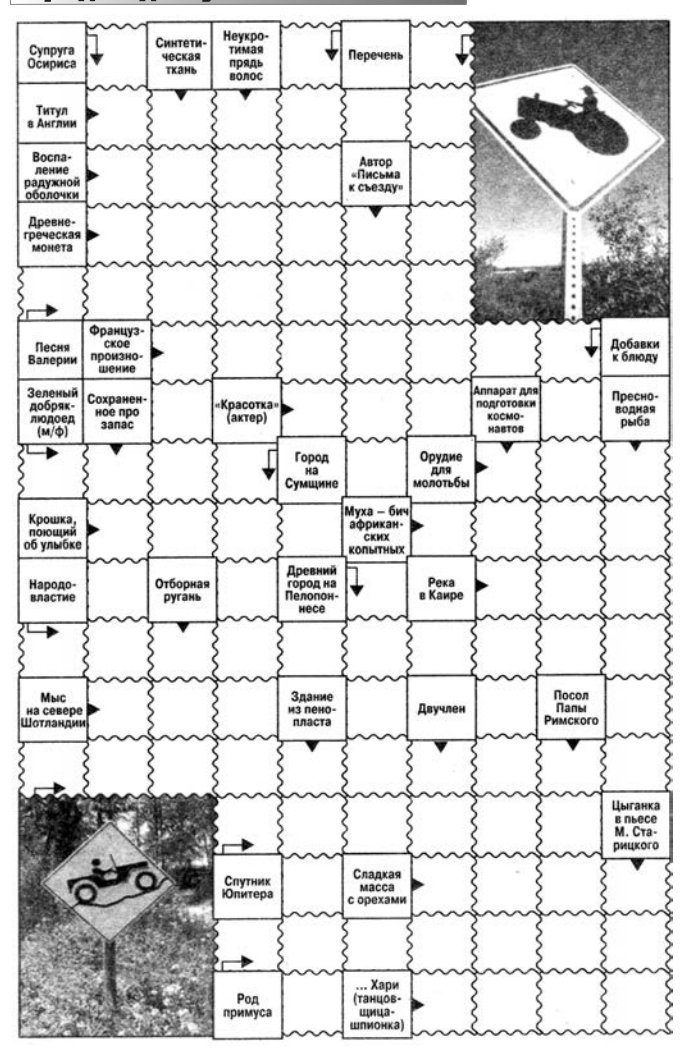 Супруга
Осириса
Синтети-
ческая
ткань
Неукро-
тимая
прядь
волос
Перечень
Титул
в Англии
Воспа-
ление
радужной
оболочки
Автор
«Письма
к съезду»
Древне-
греческая
монета
Песня
Валерии
Француз-
ское
произно-
шение
Добавки
к блюду
Зеленый
добряк-
людоед
(м/ф)
Сохранен-
ное про
запас
«Красотка»
(актер)
Аппарат для
подготовки
космо-
навтов
Пресно-
водная
рыба
Город
на
Сумщине
Орудие
для
молотьбы
Крошка,
поющий
об улыбке
Муха – бич
африкан-
ских
копытных
Народо-
властие
Отборная
ругань
Древний
город на
Пелопон-
несе
Река
в Каире
Мыс
на севере
Шотландии
Здание
из пено-
пласта
Двучлен
Посол
Папы
Римского
Цыганка
в пьесе
М. Ста-
рицкого
Спутник
Юпитера
Сладкая
масса
с орехами
Род
примуса
... Хари
(танцов-
щица-
шпионка)